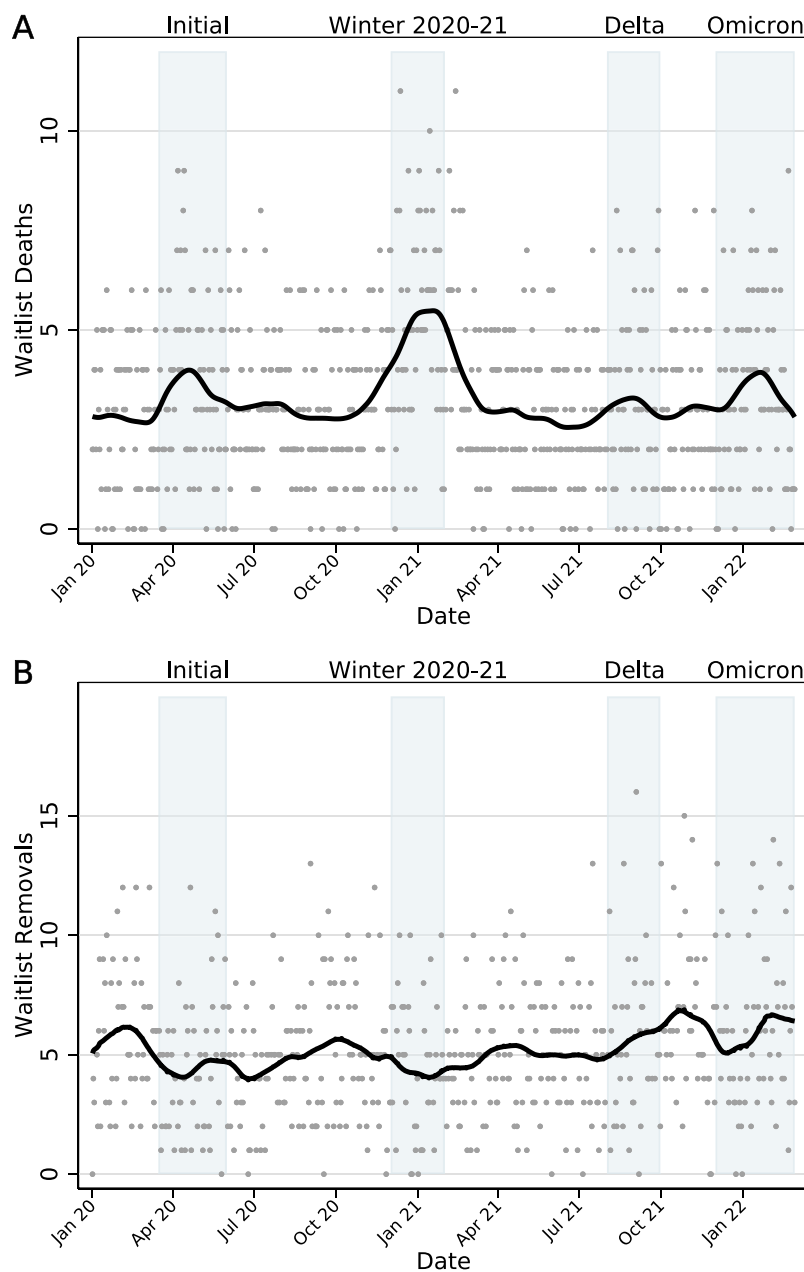 A
Initial Winter 2020-21 Delta Omicron
Waitlist Deaths
10
5
0
Jan 20 Apr 20 Jul 20 Oct 20 Jan 21 Apr 21 Jul 21 Oct 21 Jan 22
Date
B
Initial Winter 2020-21 Delta Omicron
Waitlist Removals
15
10
5
0
Jan 20 Apr 20 Jul 20 Oct 20 Jan 21 Apr 21 Jul 21 Oct 21 Jan 22
Date